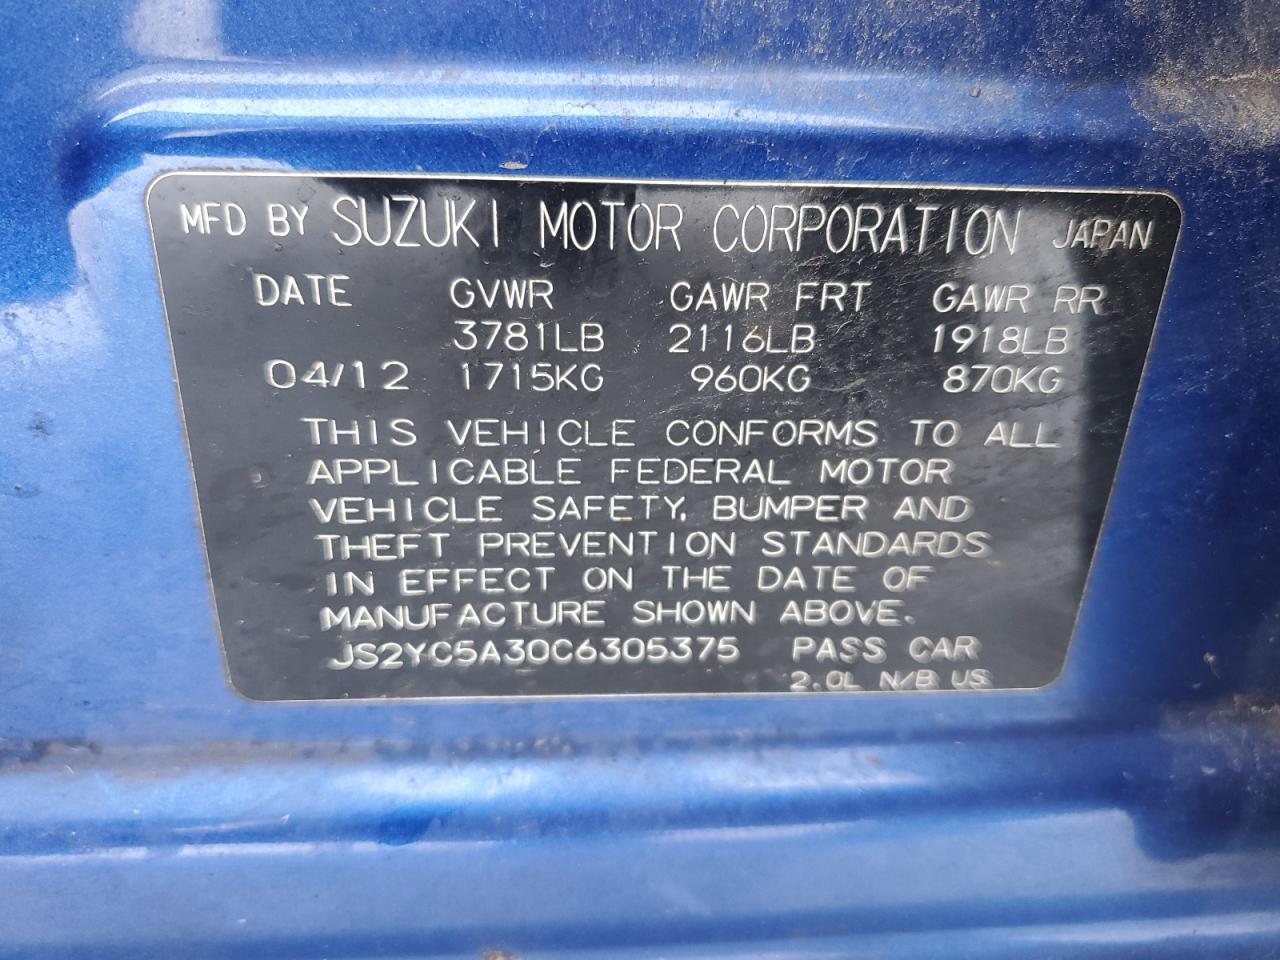 MFD BY SUZUKI MOTOR CORPORATION JAPAN
DATE GVWR GAWR FRT GAWR RR
3781LB 2116LB 1918LB
04/12 1715KG 960KG 870KG
THIS VEHICLE CONFORMS TO ALL
APPLICABLE FEDERAL MOTOR
VEHICLE SAFETY, BUMPER AND
THEFT PREVENTION STANDARDS
IN EFFECT ON THE DATE OF
MANUFACTURE SHOWN ABOVE.
JS2YC5A30C6305375 PASS CAR
2.0L N/B US